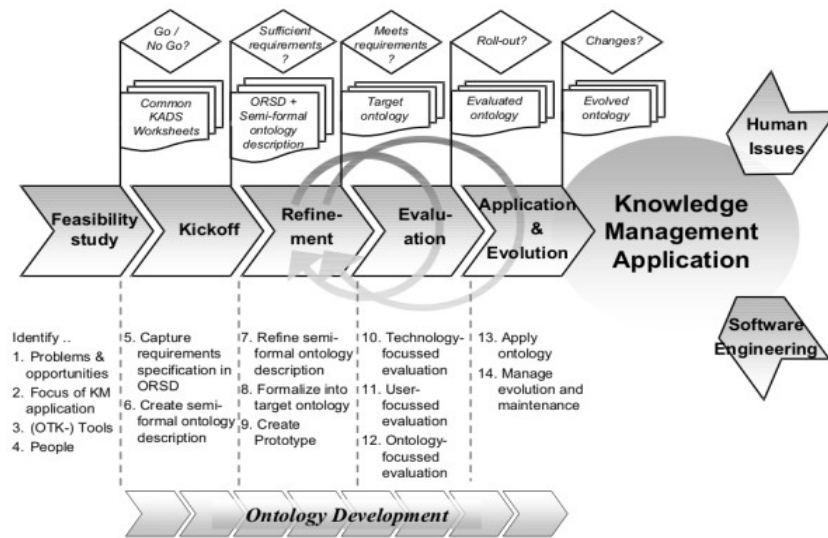 Go /
No Go?
Sufficient
requirements
?
Meets
requirements
?
Roll-out?
Changes?
Common
KADS
Worksheets
ORSD +
Semi-formal
ontology
description
Target
ontology
Evaluated
ontology
Evolved
ontology
Human
Issues
Feasibility
study
Kickoff
Refine-
ment
Evalu-
ation
Application
&
Evolution
Knowledge
Management
Application
Software
Engineering
Identify ..
1. Problems &
opportunities
2. Focus of KM
application
3. (OTK-) Tools
4. People
5. Capture
requirements
specification in
ORSD
6. Create semi-
formal ontology
description
7. Refine semi-
formal ontology
description
8. Formalize into
target ontology
9. Create
Prototype
10. Technology-
focussed
evaluation
11. User-
focussed
evaluation
12. Ontology-
focussed
evaluation
13. Apply
ontology
14. Manage
evolution and
maintenance
Ontology Development